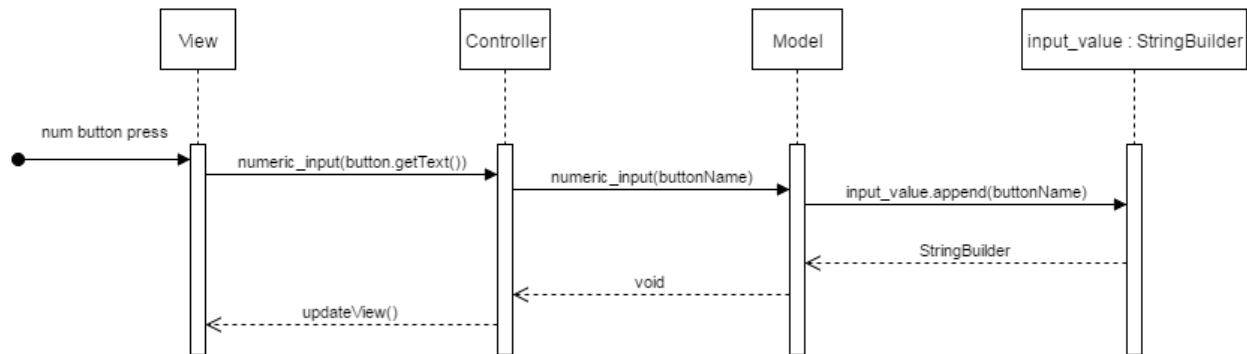 View
Controller
Model
input_value : StringBuilder
num button press
numeric_input(button.getText())
numeric_input(buttonName)
input_value.append(buttonName)
StringBuilder
void
updateView()